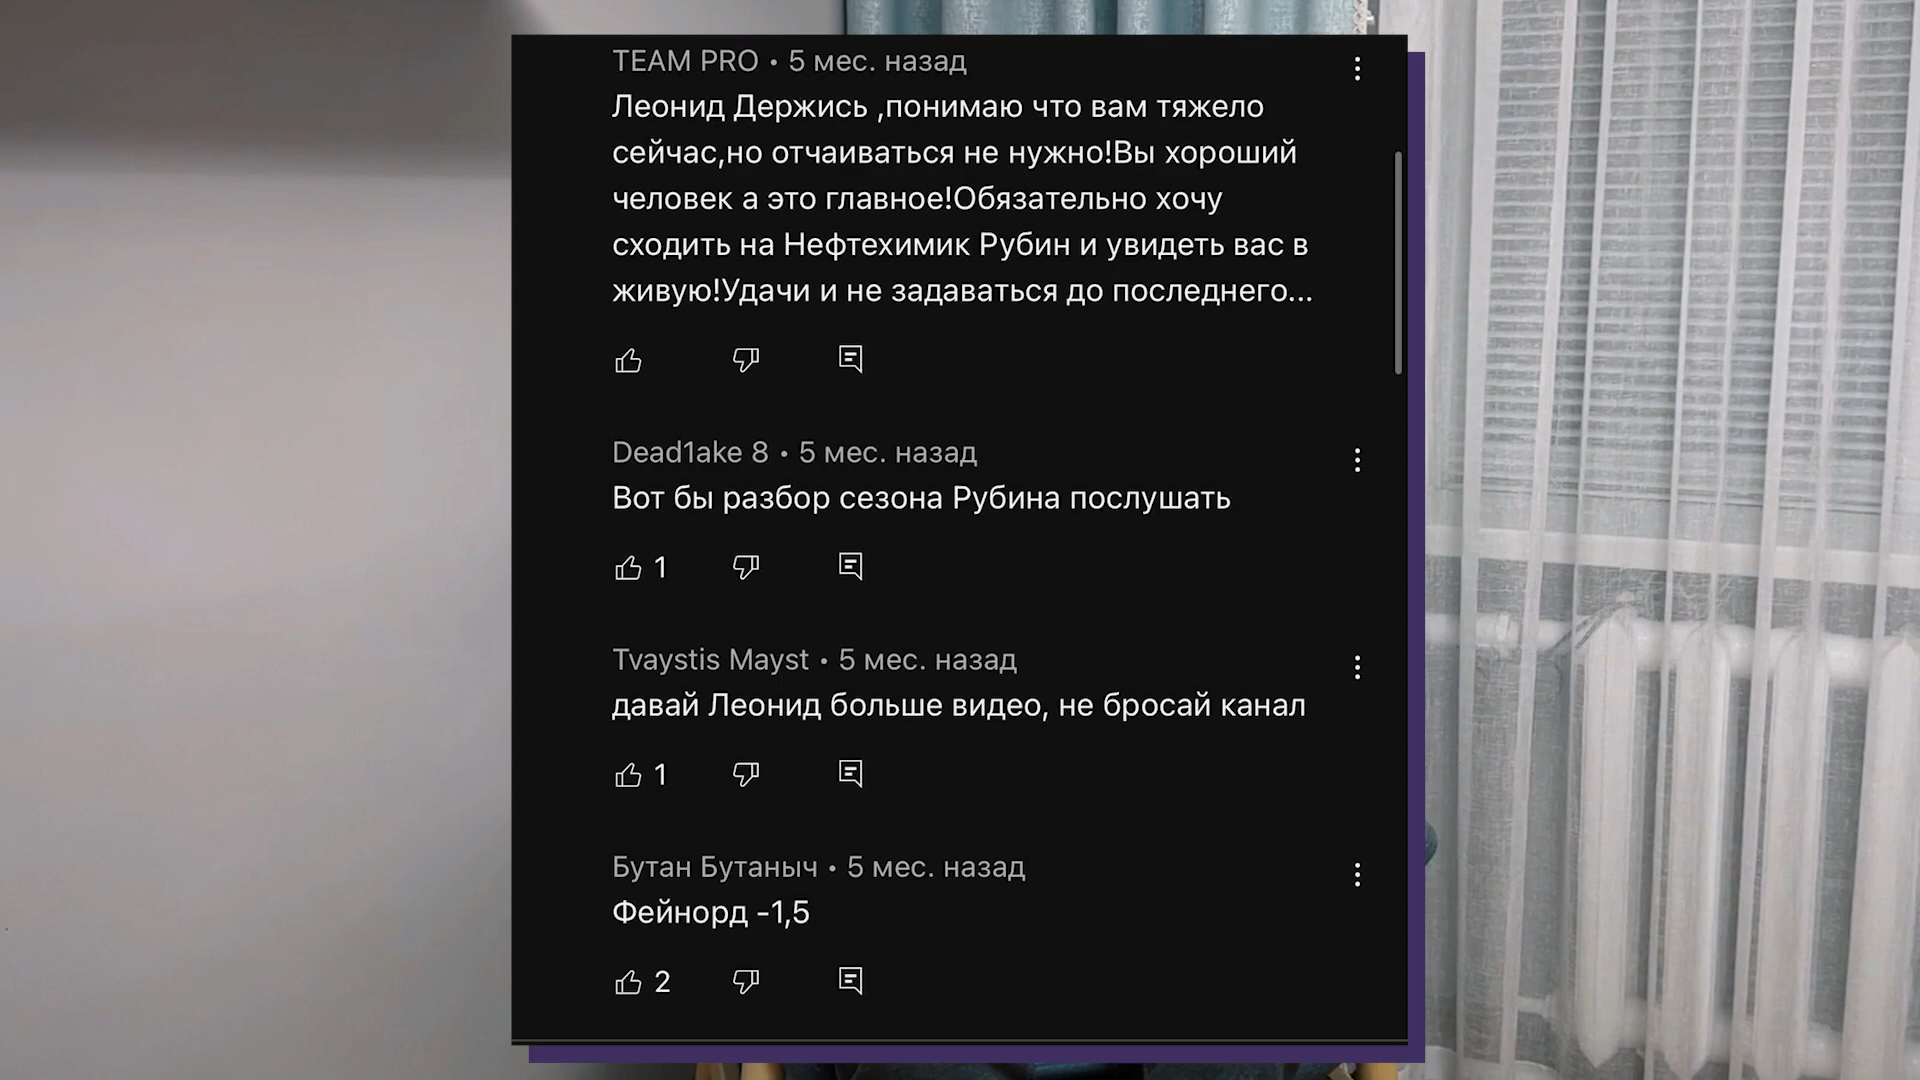 TEAM PRO • 5 мес. назад
Леонид Держись ,понимаю что вам тяжело
сейчас,но отчаиваться не нужно!Вы хороший
человек а это главное!Обязательно хочу
сходить на Нефтехимик Рубин и увидеть вас в
живую!Удачи и не задаваться до последнего...
Dead1ake 8 • 5 мес. назад
Вот бы разбор сезона Рубина послушать
1
Tvaystis Mayst • 5 мес. назад
давай Леонид больше видео, не бросай канал
1
Бутан Бутаныч • 5 мес. назад
Фейнорд -1,5
2